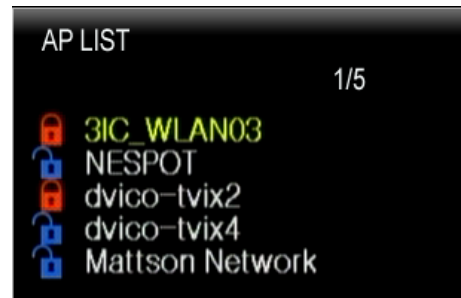 AP LIST
1/5
3IC_WLAN03
NESPOT
dvico-tvix2
dvico-tvix4
Mattson Network